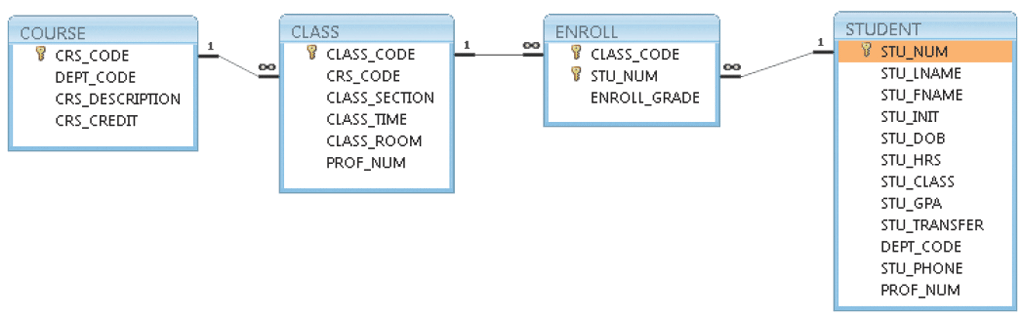 COURSE
CRS_CODE
DEPT_CODE
CRS_DESCRIPTION
CRS_CREDIT
1
∞
CLASS
CLASS_CODE
CRS_CODE
CLASS_SECTION
CLASS_TIME
CLASS_ROOM
PROF_NUM
1
∞
ENROLL
CLASS_CODE
STU_NUM
ENROLL_GRADE
∞
1
STUDENT
STU_NUM
STU_LNAME
STU_FNAME
STU_INIT
STU_DOB
STU_HRS
STU_CLASS
STU_GPA
STU_TRANSFER
DEPT_CODE
STU_PHONE
PROF_NUM